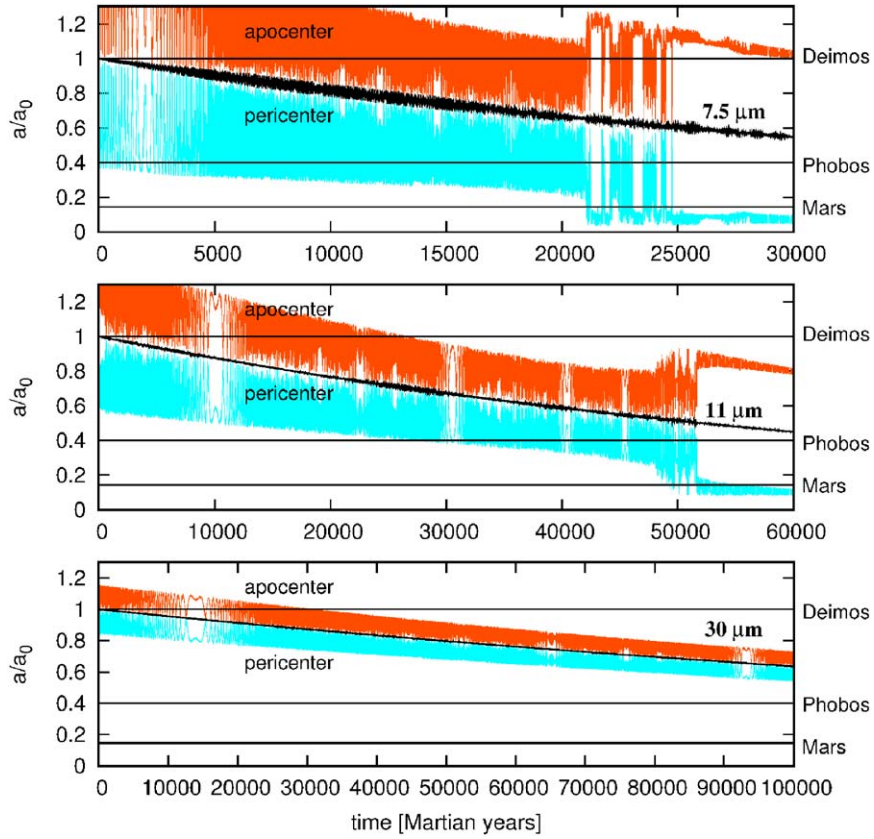 1.2
apocenter
1
Deimos
0.8
7.5 μm
a/a0
0.6
pericenter
0.4
Phobos
0.2
Mars
0
0 5000 10000 15000 20000 25000 30000
1.2
apocenter
1
Deimos
0.8
a/a0
0.6
pericenter
11 μm
0.4
Phobos
0.2
Mars
0
0 10000 20000 30000 40000 50000 60000
1.2
apocenter
1
Deimos
0.8
30 μm
a/a0
0.6
pericenter
0.4
Phobos
0.2
Mars
0
0 10000 20000 30000 40000 50000 60000 70000 80000 90000 100000
time [Martian years]